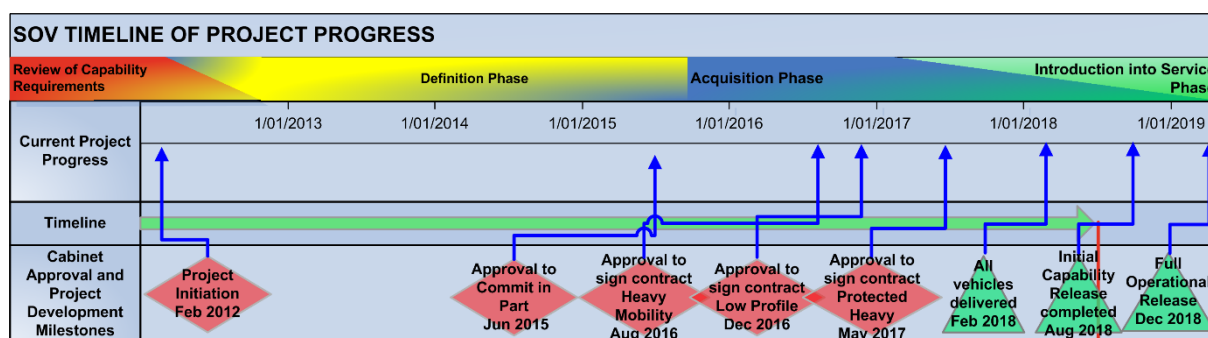 SOV TIMELINE OF PROJECT PROGRESS
Review of Capability
Requirements
Definition Phase
Acquisition Phase
Introduction into Service
Phase
Current Project
Progress
1/01/2013
1/01/2014
1/01/2015
1/01/2016
1/01/2017
1/01/2018
1/01/2019
Timeline
Cabinet
Approval and
Project
Development
Milestones
Project
Initiation
Feb 2012
Approval to
Commit in
Part
Jun 2015
Approval to
sign contract
Heavy
Mobility
Aug 2016
Approval to
sign contract
Low Profile
Dec 2016
Approval to
sign contract
Protected
Heavy
May 2017
All
vehicles
delivered
Feb 2018
Initial
Capability
Release
completed
Aug 2018
Full
Operational
Release
Dec 2018